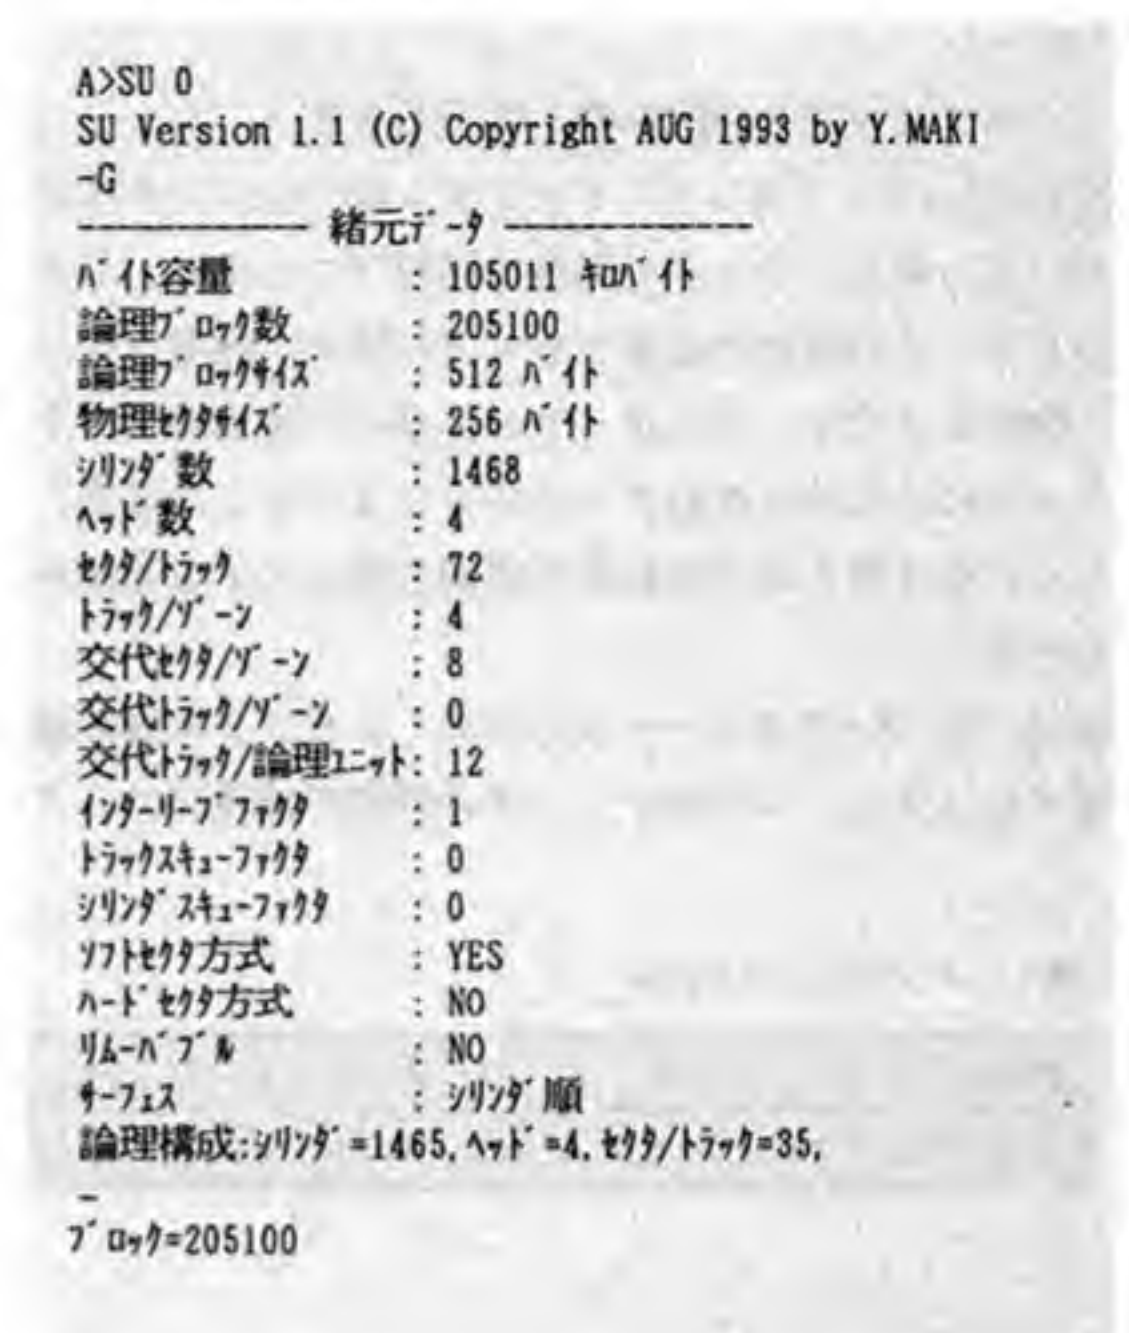 A>SU 0
SU Version 1.1 (C) Copyright AUG 1993 by Y.MAKI
-G
------------- 緒元ﾃﾞｰﾀ --------------
ﾊﾞｲﾄ容量 : 105011 ｷﾛﾊﾞｲﾄ
論理ﾌﾞﾛｯｸ数 : 205100
論理ﾌﾞﾛｯｸｻｲｽﾞ : 512 ﾊﾞｲﾄ
物理ｾｸﾀｻｲｽﾞ : 256 ﾊﾞｲﾄ
ｼﾘﾝﾀﾞ数 : 1468
ﾍｯﾄﾞ数 : 4
ｾｸﾀ/ﾄﾗｯｸ : 72
ﾄﾗｯｸ/ｿﾞｰﾝ : 4
交代ｾｸﾀ/ｿﾞｰﾝ : 8
交代ﾄﾗｯｸ/ｿﾞｰﾝ : 0
交代ﾄﾗｯｸ/論理ﾕﾆｯﾄ: 12
ｲﾝﾀｰﾘｰﾌﾞﾌｧｸﾀ : 1
ﾄﾗｯｸｽｷｭｰﾌｧｸﾀ : 0
ｼﾘﾝﾀﾞｽｷｭｰﾌｧｸﾀ : 0
ｿﾌﾄｾｸﾀ方式 : YES
ﾊｰﾄﾞｾｸﾀ方式 : NO
ﾘﾑｰﾊﾞﾌﾞﾙ : NO
ｻｰﾌｪｽ : ｼﾘﾝﾀﾞ順
論理構成:ｼﾘﾝﾀﾞ=1465,ﾍｯﾄﾞ=4,ｾｸﾀ/ﾄﾗｯｸ=35,
-
ﾌﾞﾛｯｸ=205100